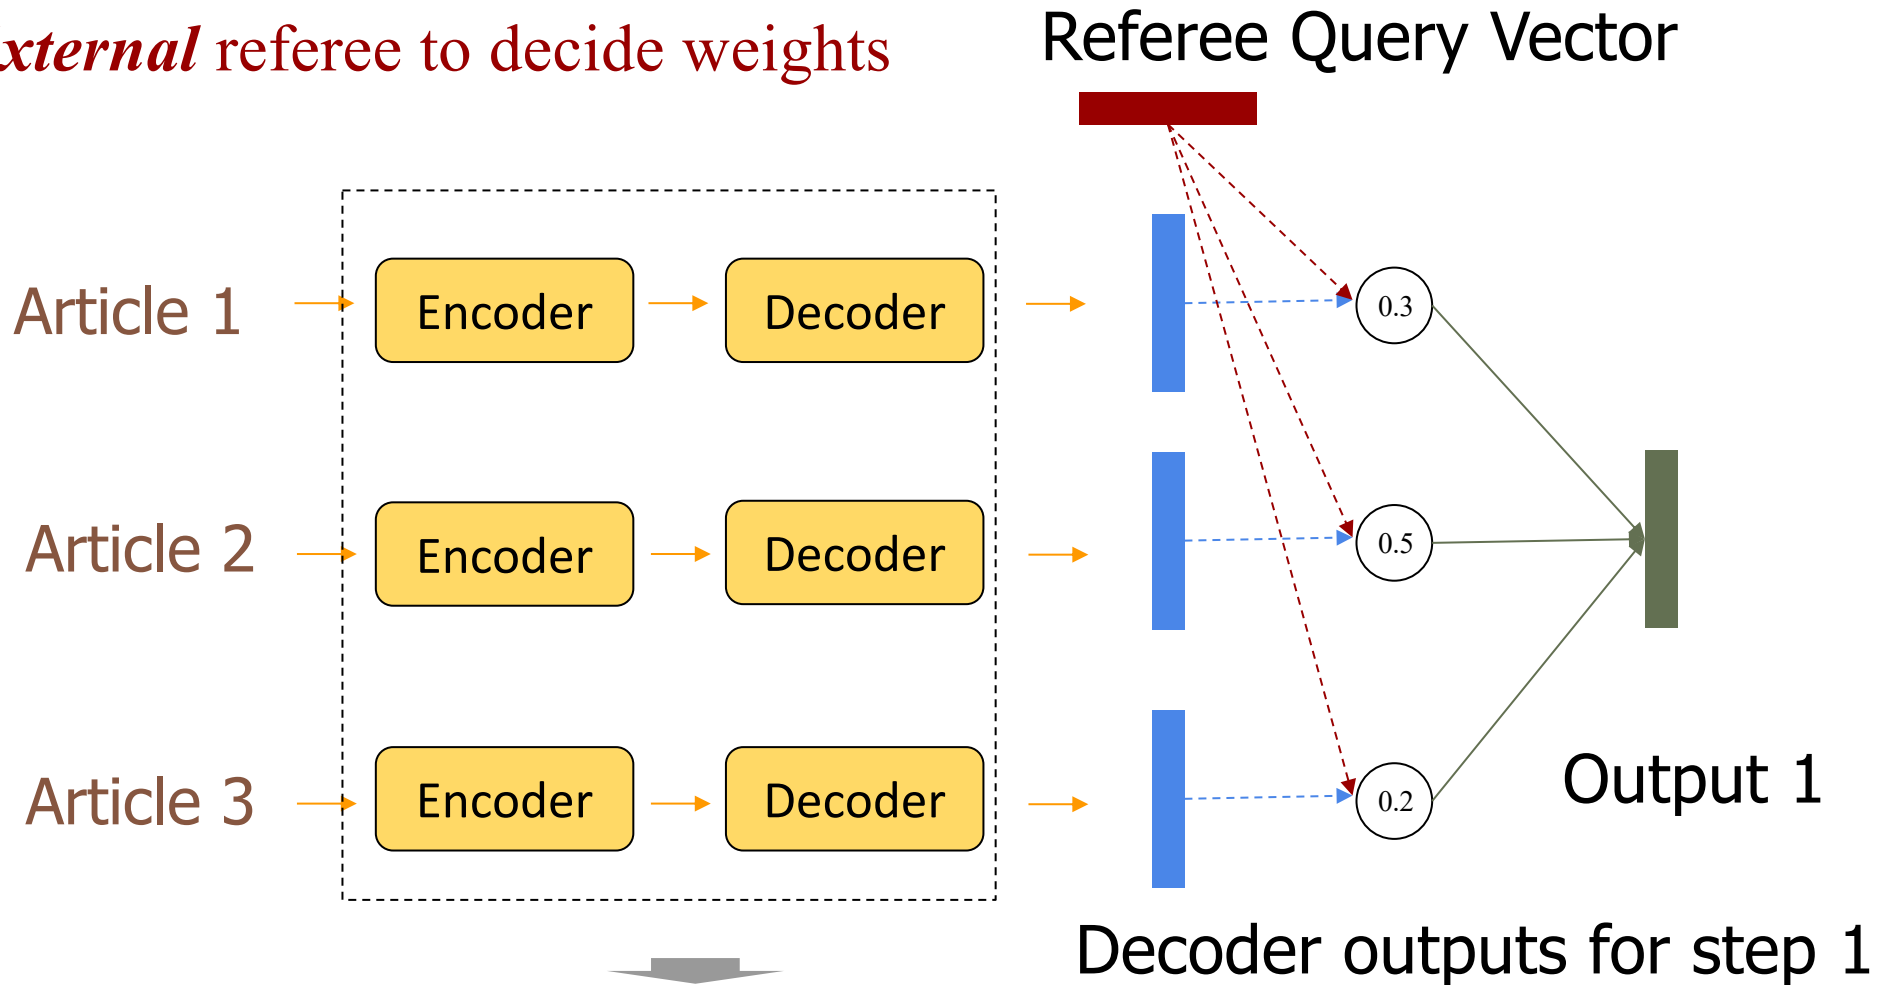 xternal referee to decide weights
Referee Query Vector
Article 1
Encoder
Decoder
0.3
Article 2
Encoder
Decoder
0.5
Article 3
Encoder
Decoder
0.2
Output 1
Decoder outputs for step 1